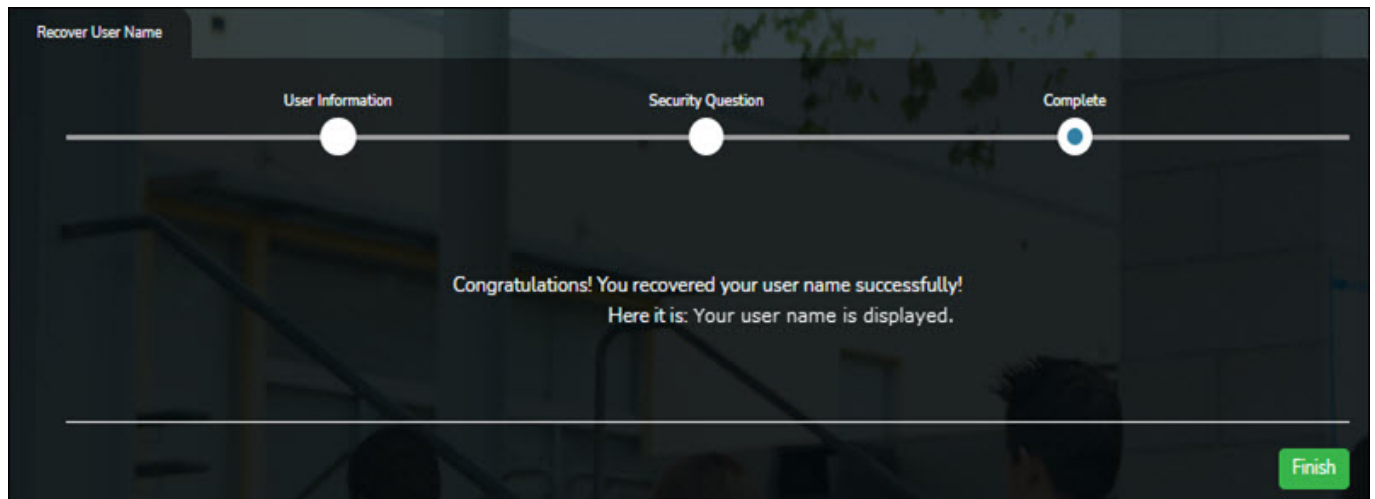 Recover User Name
User Information
Security Question
Complete
Congratulations! You recovered your user name successfully!
Here it is: Your user name is displayed.
Finish